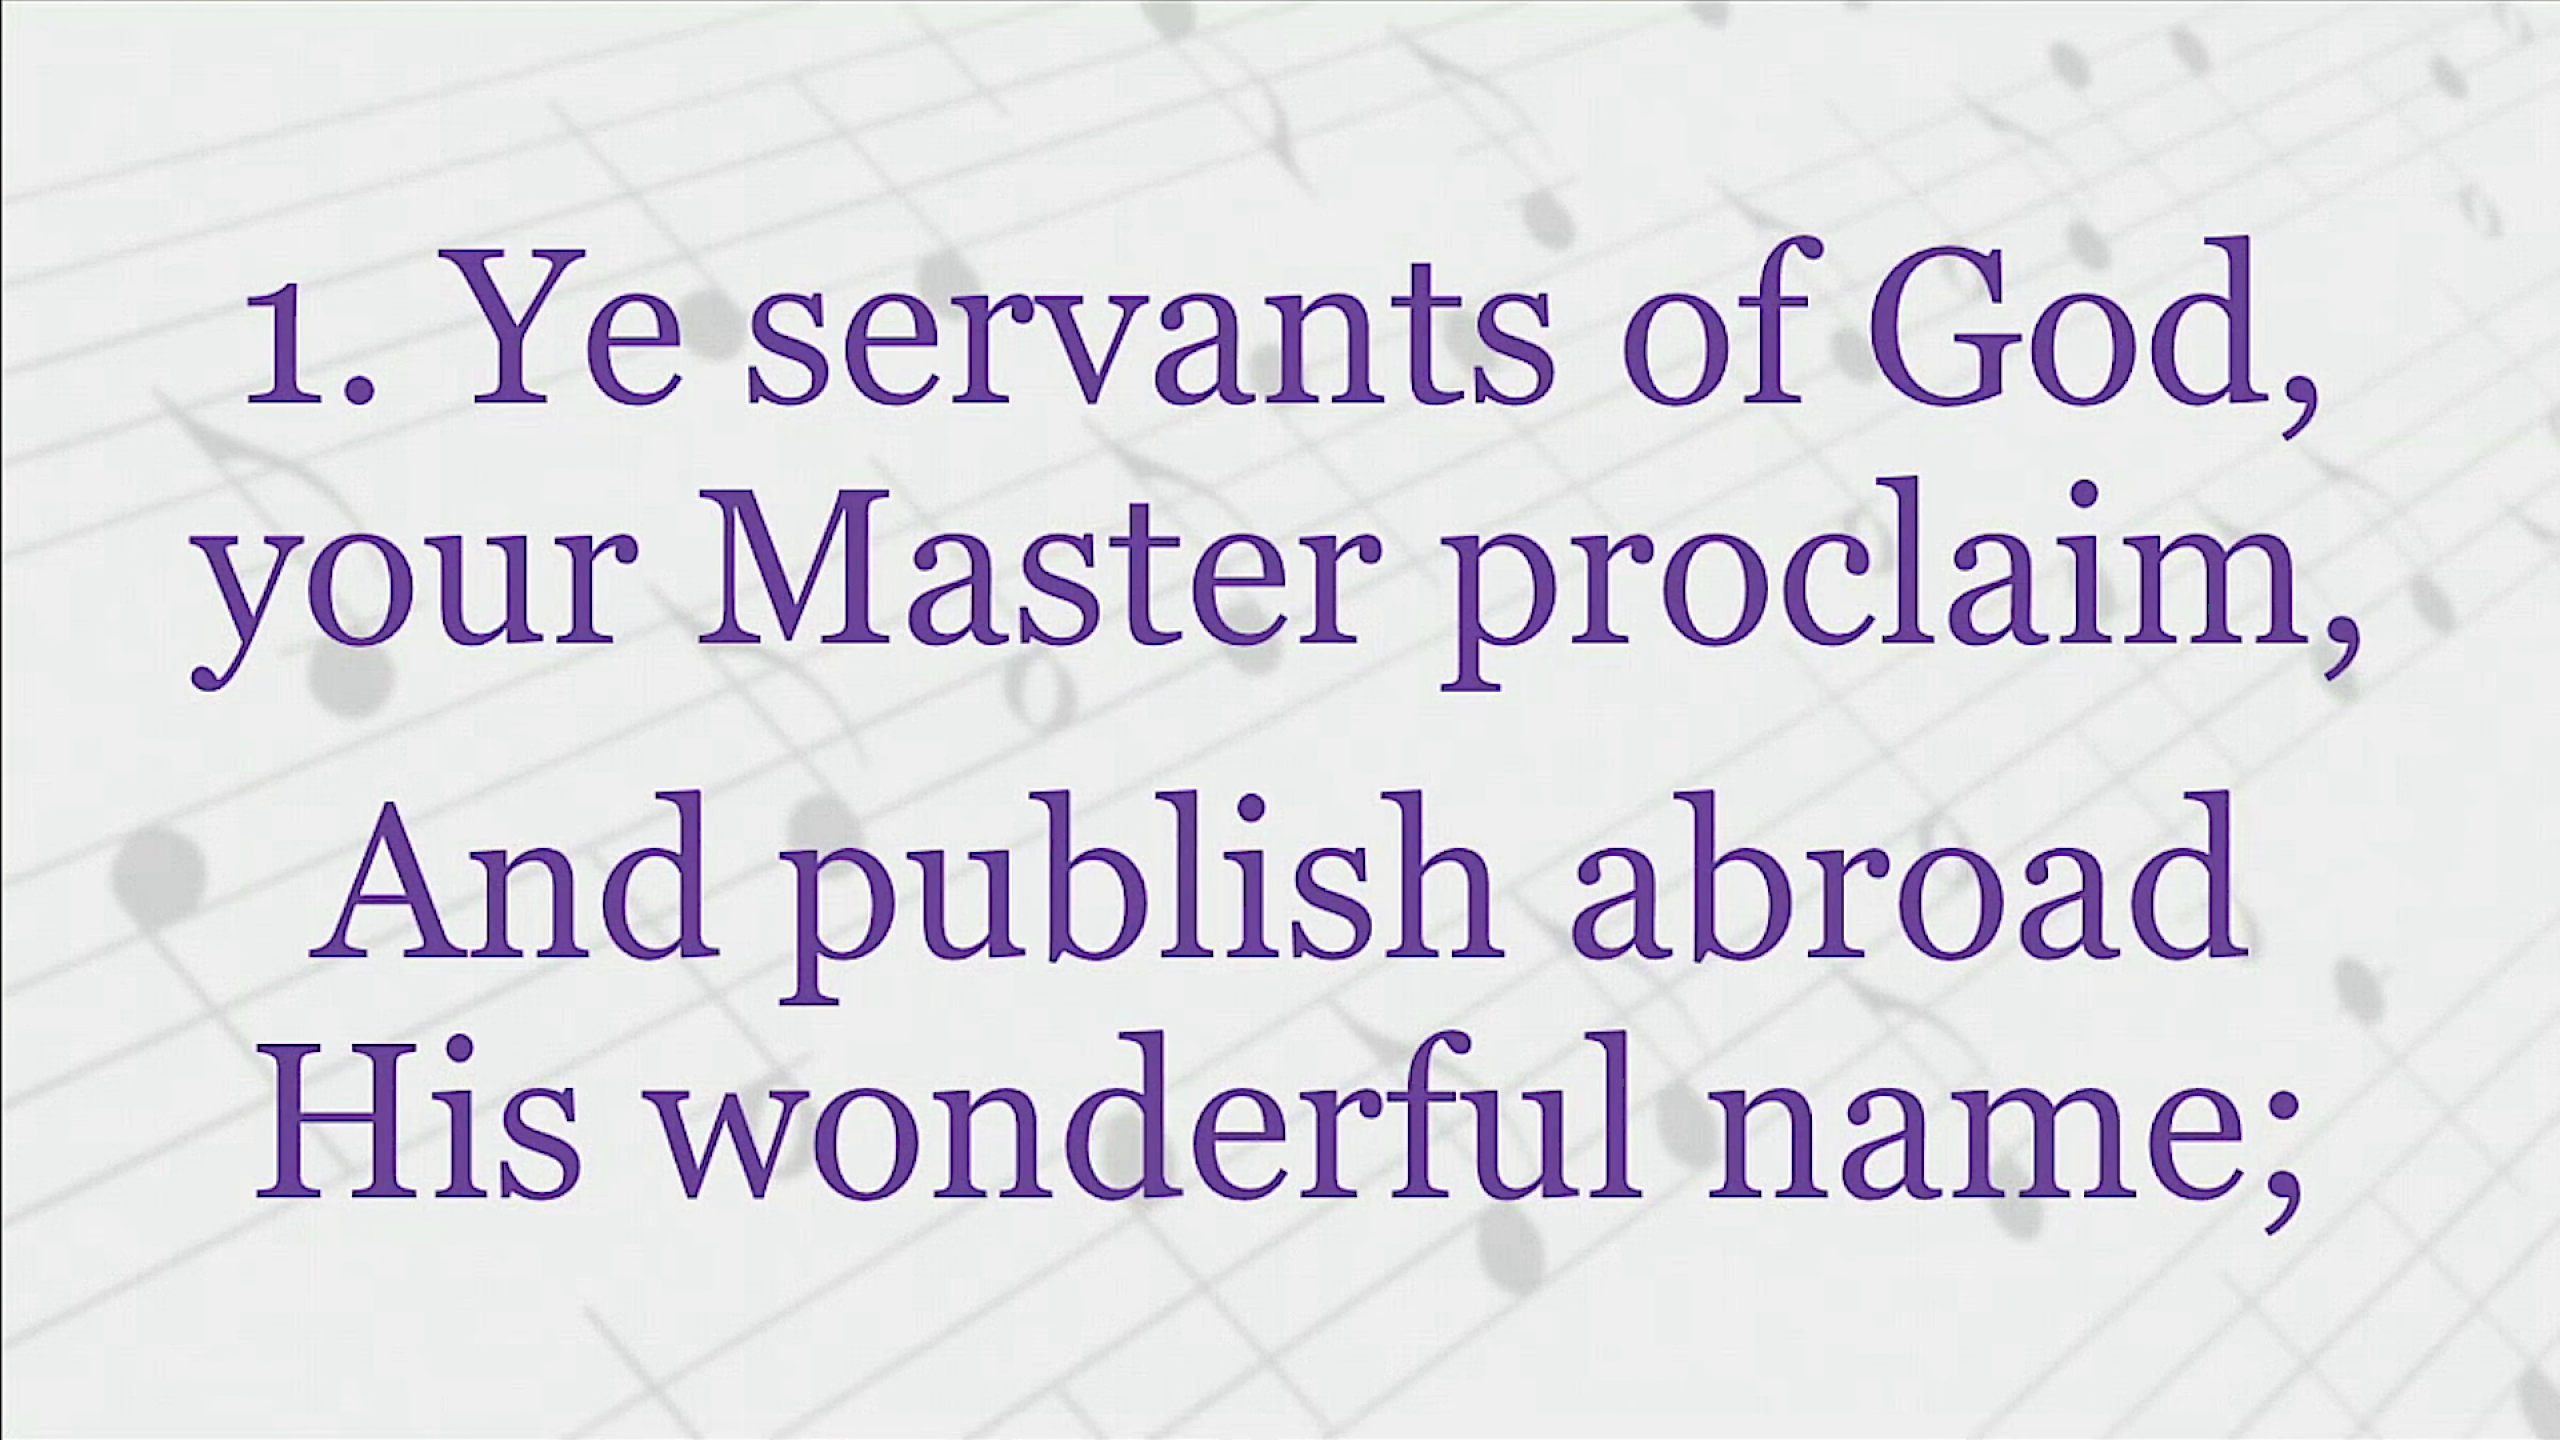 1. Ye servants of God,
your Master proclaim,
And publish abroad
His wonderful name;